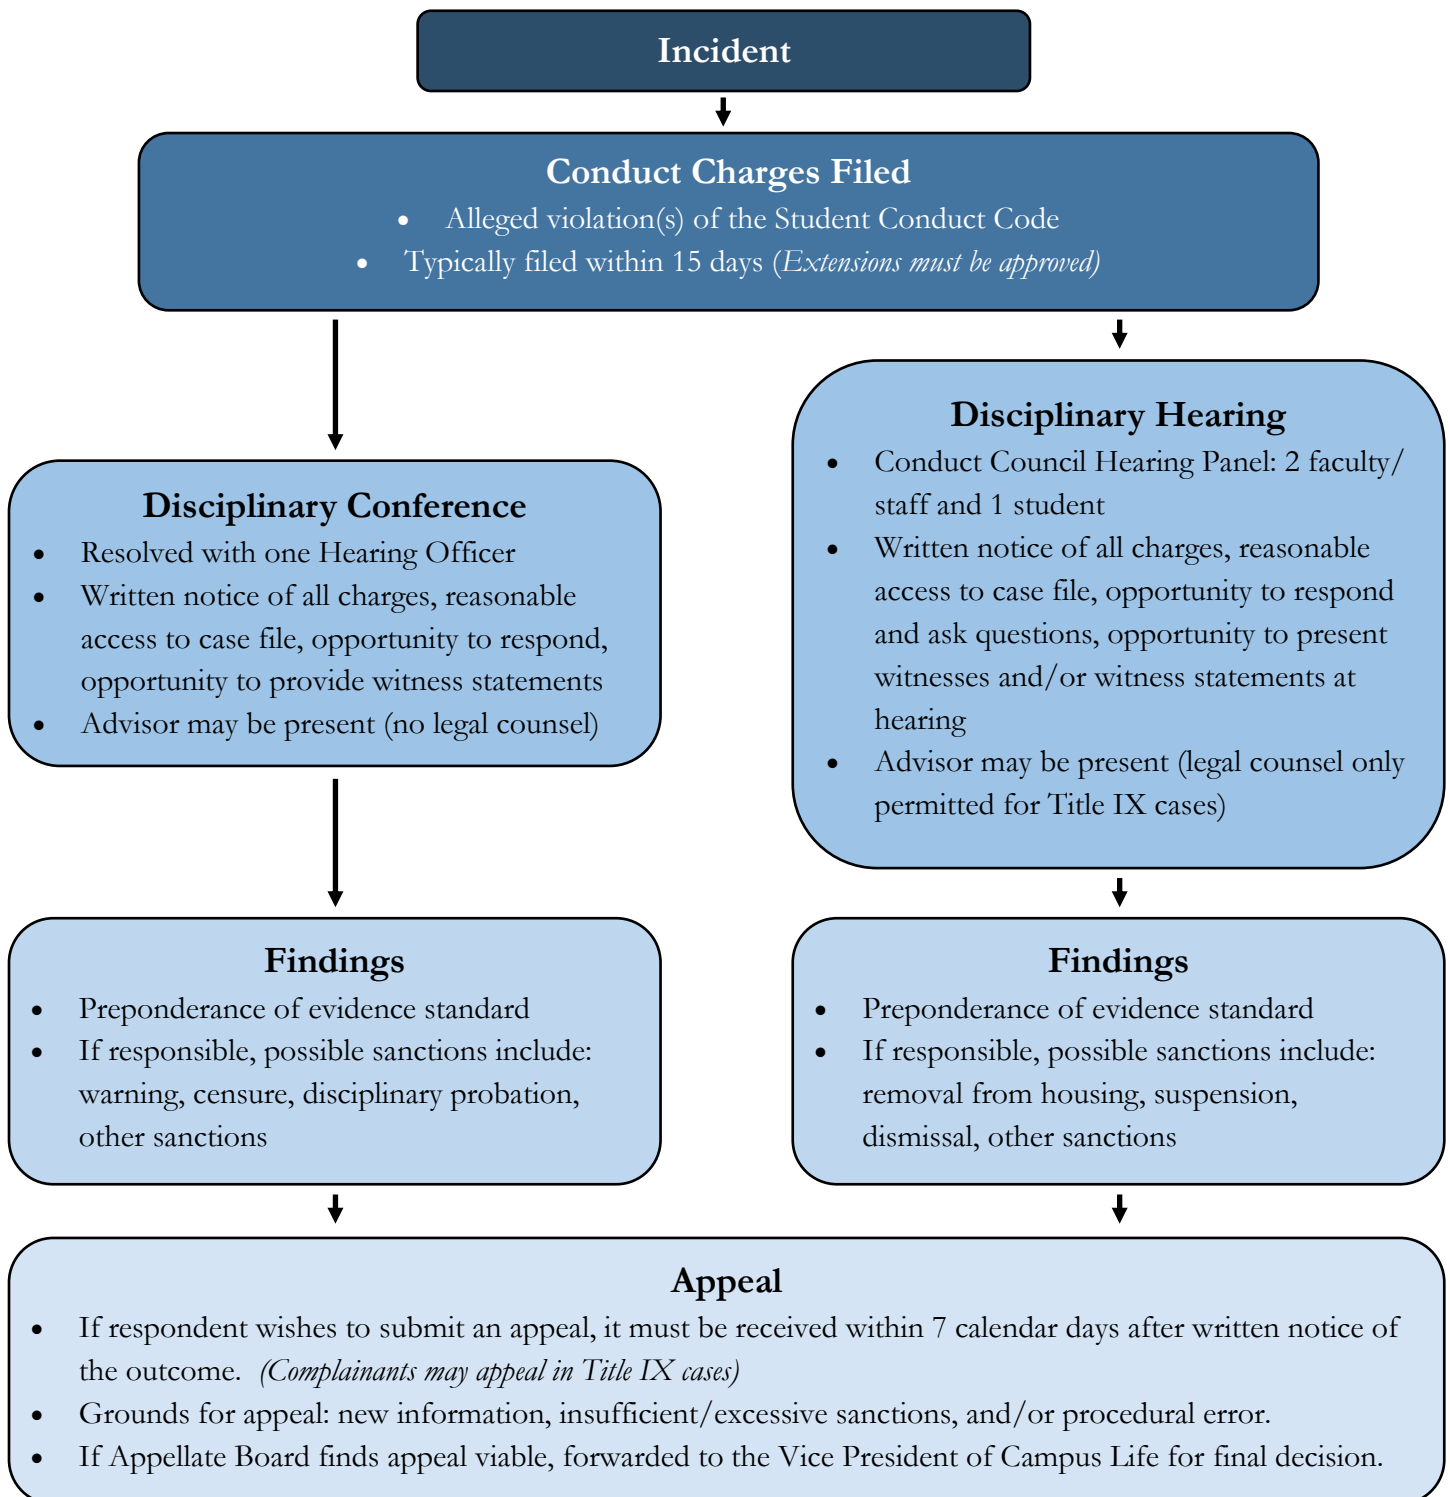 Incident
Conduct Charges Filed
• Alleged violation(s) of the Student Conduct Code
• Typically filed within 15 days (Extensions must be approved)
Disciplinary Conference
• Resolved with one Hearing Officer
• Written notice of all charges, reasonable
access to case file, opportunity to respond,
opportunity to provide witness statements
• Advisor may be present (no legal counsel)
Disciplinary Hearing
• Conduct Council Hearing Panel: 2 faculty/
staff and 1 student
• Written notice of all charges, reasonable
access to case file, opportunity to respond
and ask questions, opportunity to present
witnesses and/or witness statements at
hearing
• Advisor may be present (legal counsel only
permitted for Title IX cases)
Findings
• Preponderance of evidence standard
• If responsible, possible sanctions include:
warning, censure, disciplinary probation,
other sanctions
Findings
• Preponderance of evidence standard
• If responsible, possible sanctions include:
removal from housing, suspension,
dismissal, other sanctions
Appeal
• If respondent wishes to submit an appeal, it must be received within 7 calendar days after written notice of
the outcome. (Complainants may appeal in Title IX cases)
• Grounds for appeal: new information, insufficient/excessive sanctions, and/or procedural error.
• If Appellate Board finds appeal viable, forwarded to the Vice President of Campus Life for final decision.